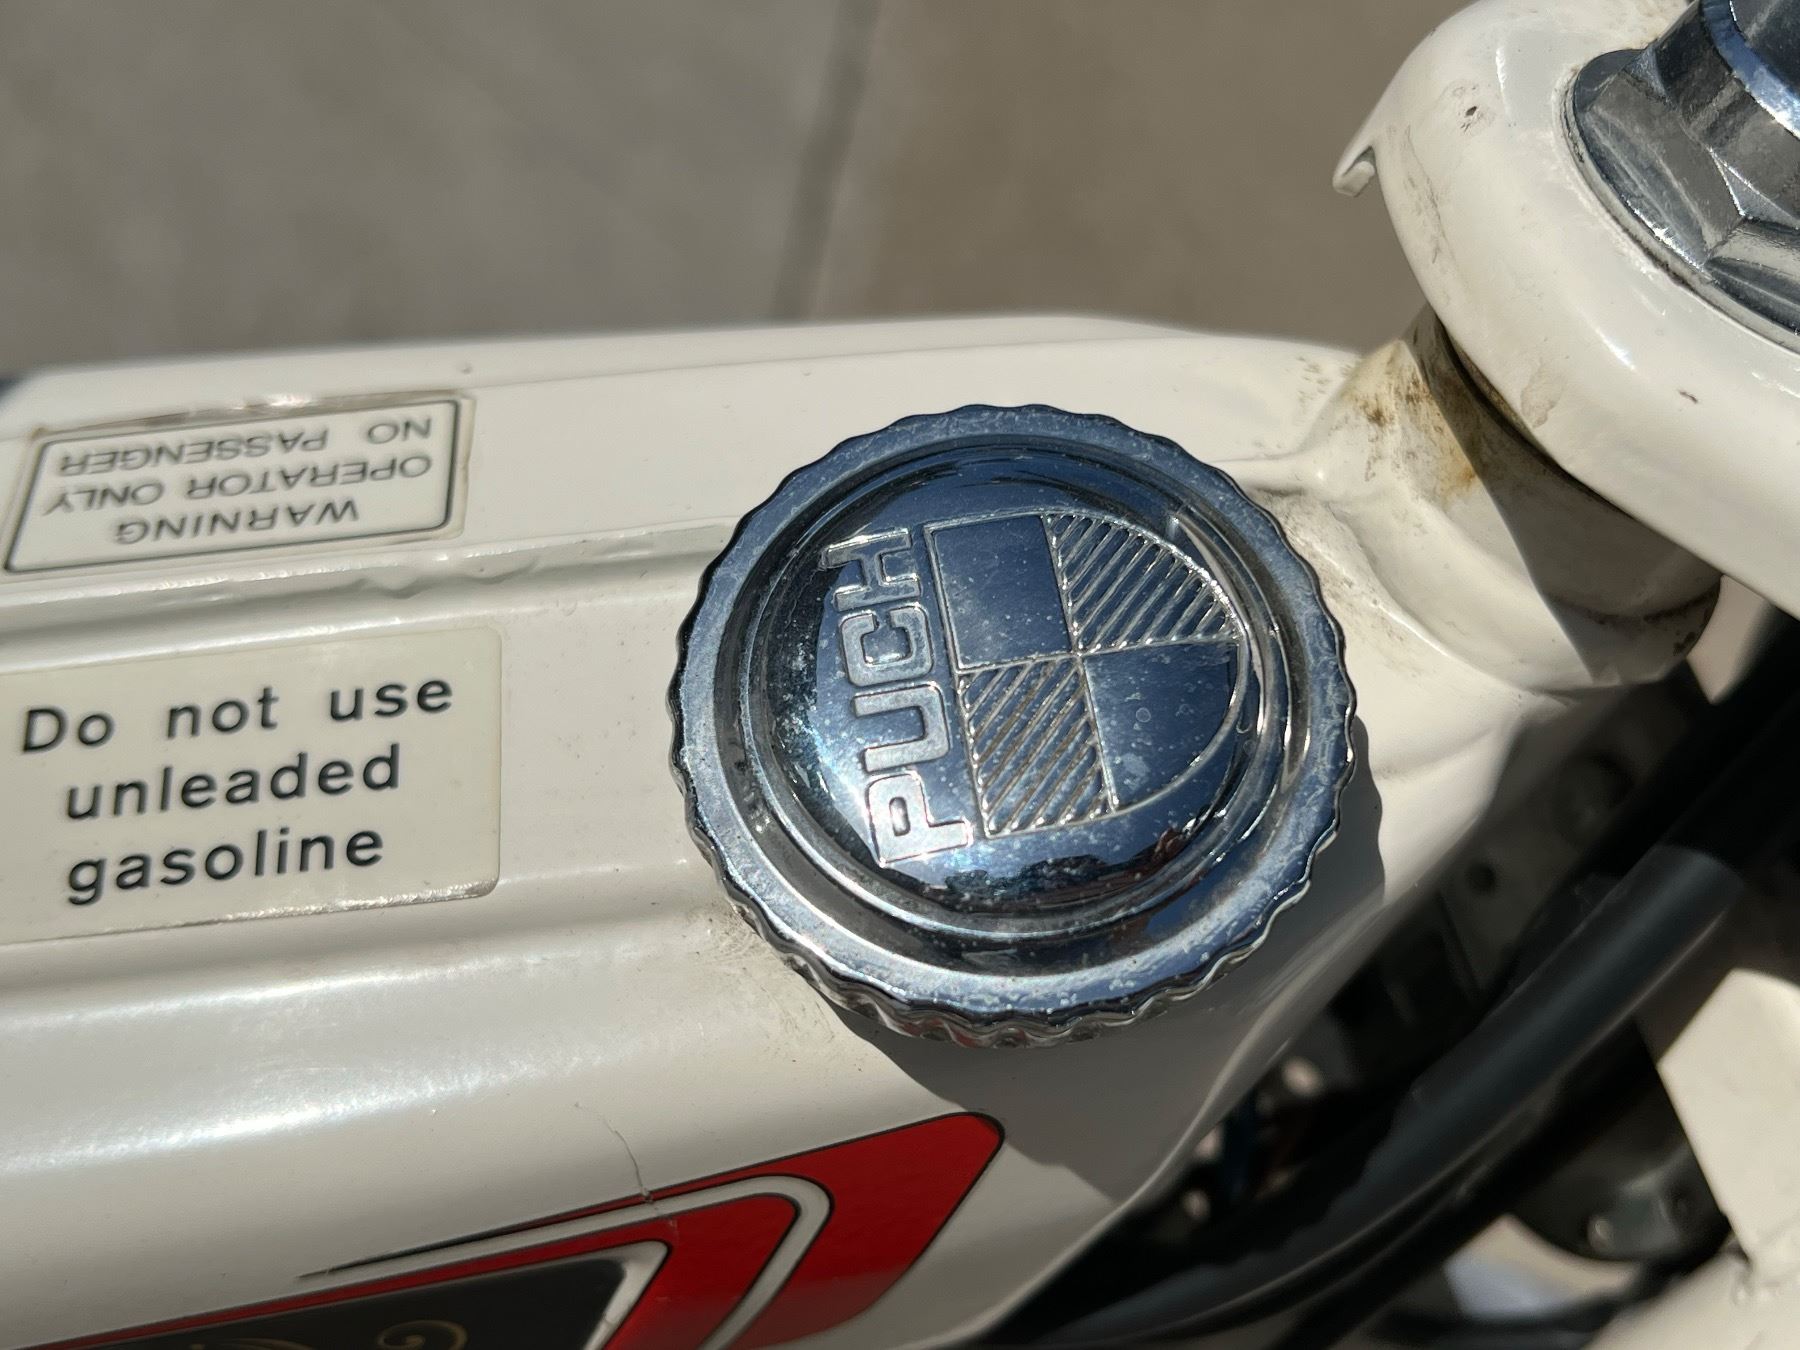 WARNING
OPERATOR ONLY
NO PASSENGER
Do not use
unleaded
gasoline
PUCH